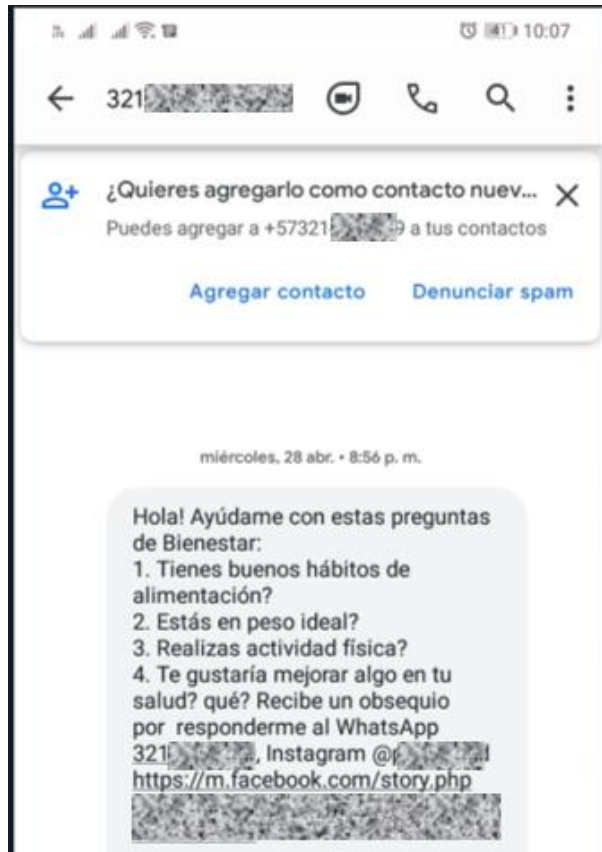 10:07
321
¿Quieres agregarlo como contacto nuev...
Puedes agregar a +57321 9 a tus contactos
Agregar contacto Denunciar spam
miércoles, 28 abr. • 8:56 p. m.
Hola! Ayúdame con estas preguntas
de Bienestar:
1. Tienes buenos hábitos de
alimentación?
2. Estás en peso ideal?
3. Realizas actividad física?
4. Te gustaría mejorar algo en tu
salud? qué? Recibe un obsequio
por responderme al WhatsApp
321 , Instagram @
https://m.facebook.com/story.php